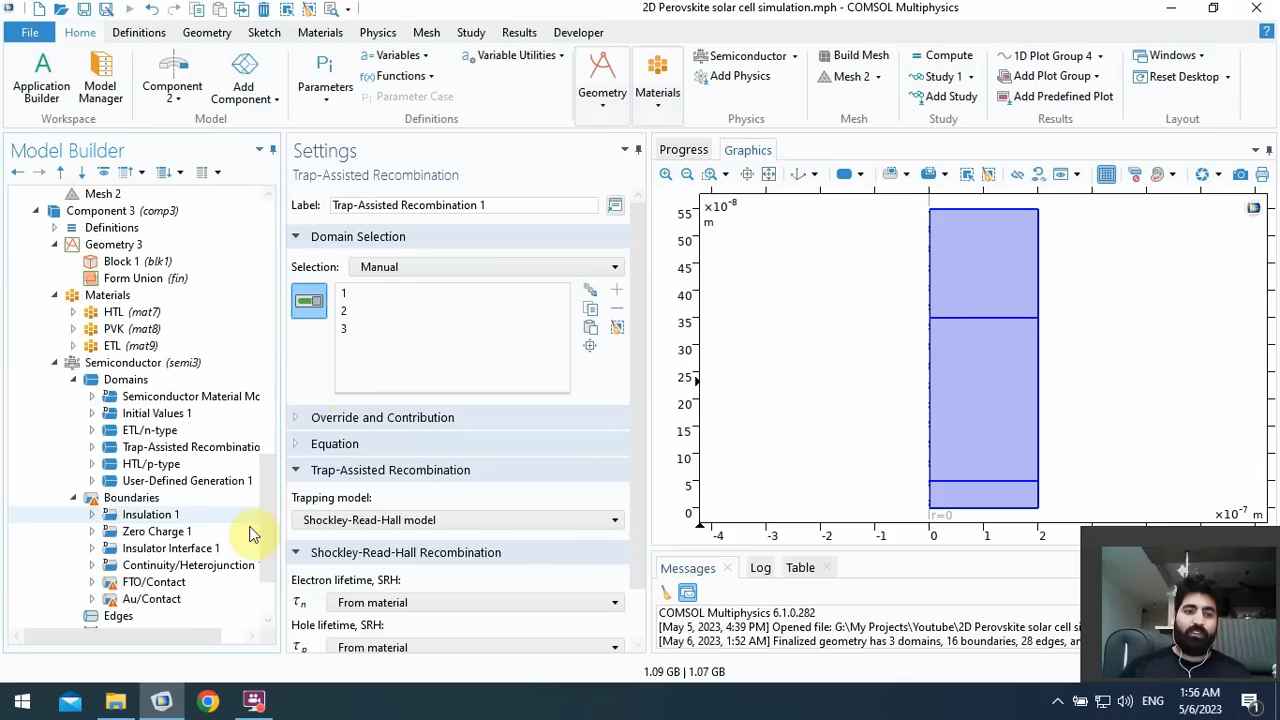 2D Perovskite solar cell simulation.mph - COMSOL Multiphysics
File Home Definitions Geometry Sketch Materials Physics Mesh Study Results Developer
Application Builder
Model Manager
Workspace
Component 2
Add Component
Model
Pi
Parameters
a= Variables
f(x) Functions
Pi Parameter Case
a= Variable Utilities
Definitions
Geometry
Materials
Semiconductor
Add Physics
Physics
Build Mesh
Mesh 2
Mesh
= Compute
Study 1
Add Study
Study
1D Plot Group 4
Add Plot Group
Add Predefined Plot
Results
Windows
Reset Desktop
Layout
Model Builder
Mesh 2
Component 3 (comp3)
Definitions
Geometry 3
Block 1 (blk1)
Form Union (fin)
Materials
HTL (mat7)
PVK (mat8)
ETL (mat9)
Semiconductor (semi3)
Domains
Semiconductor Material Mo
Initial Values 1
ETL/n-type
Trap-Assisted Recombinatio
HTL/p-type
User-Defined Generation 1
Boundaries
Insulation 1
Zero Charge 1
Insulator Interface 1
Continuity/Heterojunction
FTO/Contact
Au/Contact
Edges
Settings
Trap-Assisted Recombination
Label: Trap-Assisted Recombination 1
Domain Selection
Selection: Manual
1
2
3
Override and Contribution
Equation
Trap-Assisted Recombination
Trapping model:
Shockley-Read-Hall model
Shockley-Read-Hall Recombination
Electron lifetime, SRH:
τn From material
Hole lifetime, SRH:
τp From material
Progress Graphics
×10⁻⁸
m
55
50
45
40
35
30
25
20
15
10
5
0
r=0
-4 -3 -2 -1 0 1 2 ×10⁻⁷ m
Messages Log Table
COMSOL Multiphysics 6.1.0.282
[May 5, 2023, 4:39 PM] Opened file: G:\My Projects\Youtube\2D Perovskite solar cell si
[May 6, 2023, 1:52 AM] Finalized geometry has 3 domains, 16 boundaries, 28 edges, an
1.09 GB | 1.07 GB
ENG
1:56 AM
5/6/2023
1